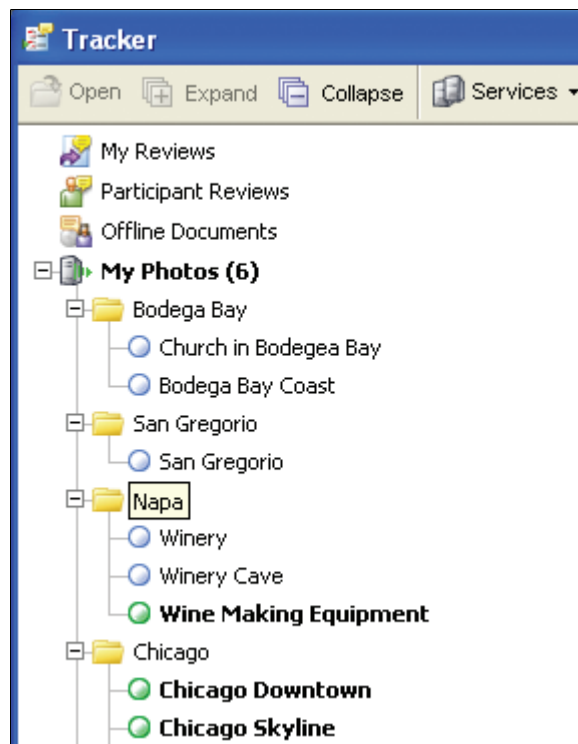 Tracker
Open Expand Collapse Services
My Reviews
Participant Reviews
Offline Documents
My Photos (6)
Bodega Bay
Church in Bodegea Bay
Bodega Bay Coast
San Gregorio
San Gregorio
Napa
Winery
Winery Cave
Wine Making Equipment
Chicago
Chicago Downtown
Chicago Skyline